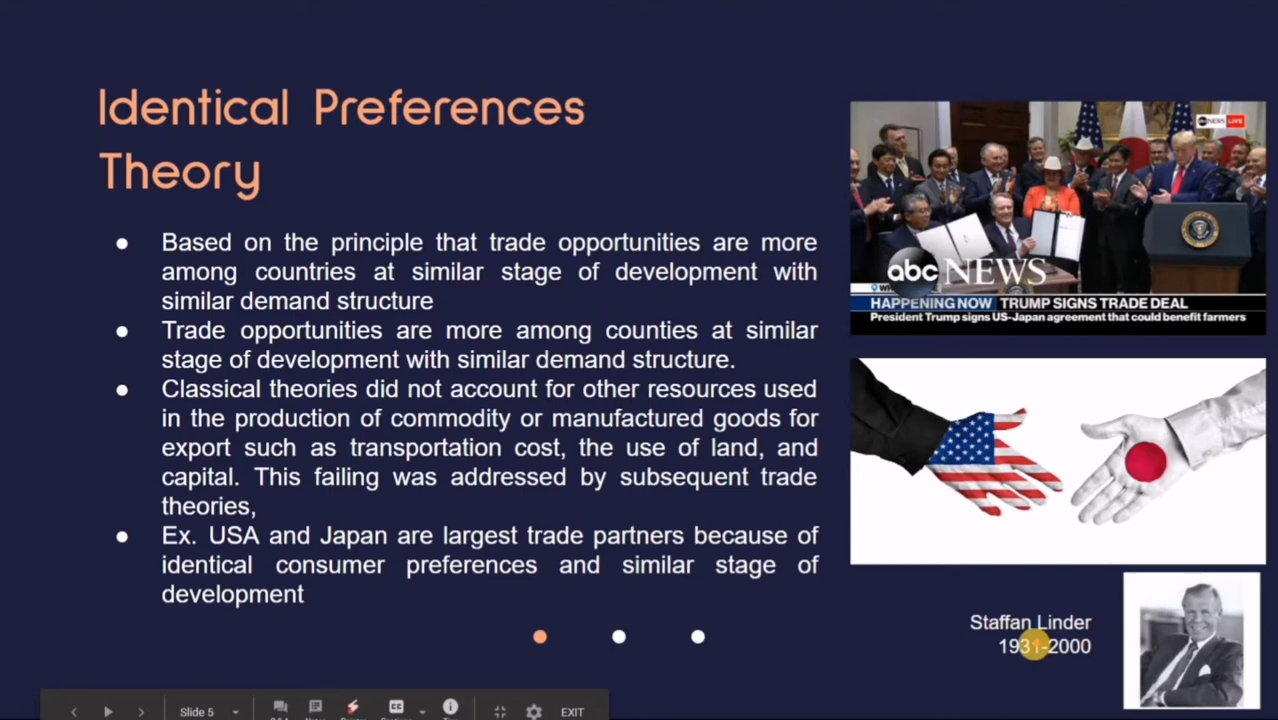 Identical Preferences
Theory
● Based on the principle that trade opportunities are more
among countries at similar stage of development with
similar demand structure
● Trade opportunities are more among counties at similar
stage of development with similar demand structure.
● Classical theories did not account for other resources used
in the production of commodity or manufactured goods for
export such as transportation cost, the use of land, and
capital. This failing was addressed by subsequent trade
theories,
● Ex. USA and Japan are largest trade partners because of
identical consumer preferences and similar stage of
development
LIVE
abc NEWS
HAPPENING NOW TRUMP SIGNS TRADE DEAL
President Trump signs US-Japan agreement that could benefit farmers
Staffan Linder
1931-2000
Slide 5
CC
EXIT